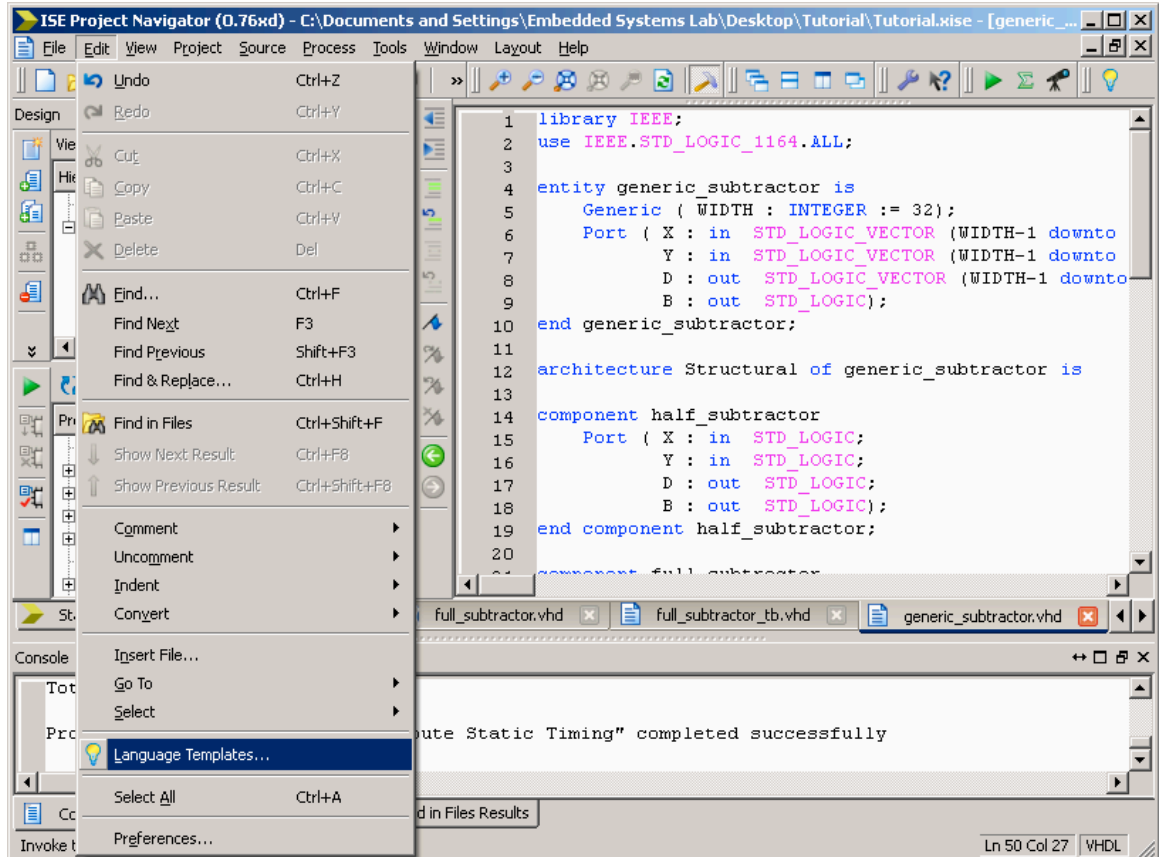 ISE Project Navigator (0.76xd) - C:\Documents and Settings\Embedded Systems Lab\Desktop\Tutorial\Tutorial.xise - [generic_...
File Edit View Project Source Process Tools Window Layout Help
Undo Ctrl+Z
Redo Ctrl+Y
Cut Ctrl+X
Copy Ctrl+C
Paste Ctrl+V
Delete Del
Find... Ctrl+F
Find Next F3
Find Previous Shift+F3
Find & Replace... Ctrl+H
Find in Files Ctrl+Shift+F
Show Next Result Ctrl+F8
Show Previous Result Ctrl+Shift+F8
Comment
Uncomment
Indent
Convert
Insert File...
Go To
Select
Language Templates...
Select All Ctrl+A
Preferences...
Design
1 library IEEE;
2 use IEEE.STD_LOGIC_1164.ALL;
3
4 entity generic_subtractor is
5 Generic ( WIDTH : INTEGER := 32);
6 Port ( X : in STD_LOGIC_VECTOR (WIDTH-1 downto
7 Y : in STD_LOGIC_VECTOR (WIDTH-1 downto
8 D : out STD_LOGIC_VECTOR (WIDTH-1 downto
9 B : out STD_LOGIC);
10 end generic_subtractor;
11
12 architecture Structural of generic_subtractor is
13
14 component half_subtractor
15 Port ( X : in STD_LOGIC;
16 Y : in STD_LOGIC;
17 D : out STD_LOGIC;
18 B : out STD_LOGIC);
19 end component half_subtractor;
20
component full_subtractor
full_subtractor.vhd full_subtractor_tb.vhd generic_subtractor.vhd
Console
ute Static Timing" completed successfully
d in Files Results
Ln 50 Col 27 VHDL